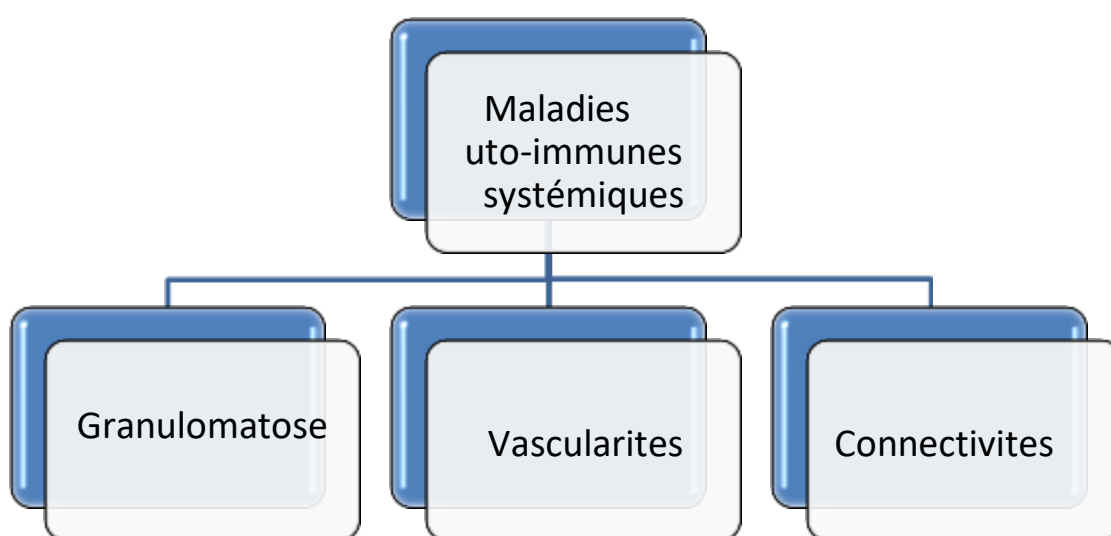 Maladies
uto-immunes
systémiques
Granulomatose
Vascularites
Connectivites